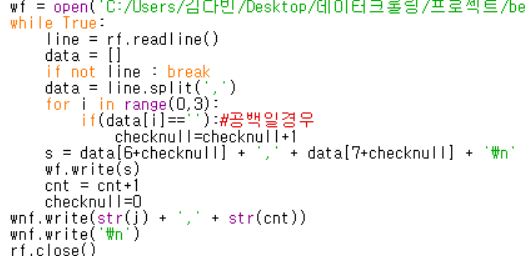 wf = open('C:/Users/김다빈/Desktop/데이터크롤링/프로젝트/be
while True:
    line = rf.readline()
    data = []
    if not line : break
    data = line.split(',')
    for i in range(0,3):
        if(data[i]==''):#공백일경우
            checknull=checknull+1
    s = data[6+checknull] + ',' + data[7+checknull] + '₩n'
    wf.write(s)
    cnt = cnt+1
    checknull=0
wnf.write(str(j) + ',' + str(cnt))
wnf.write('₩n')
rf.close()